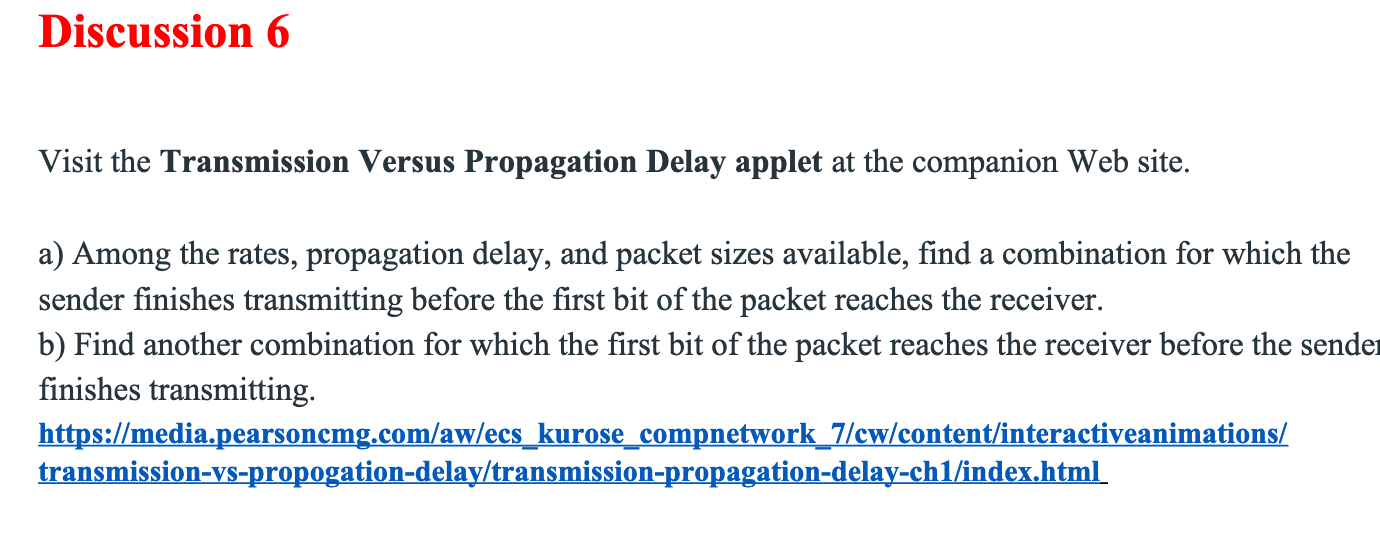 Discussion 6
Visit the Transmission Versus Propagation Delay applet at the companion Web site.
a) Among the rates, propagation delay, and packet sizes available, find a combination for which the
sender finishes transmitting before the first bit of the packet reaches the receiver.
b) Find another combination for which the first bit of the packet reaches the receiver before the sender
finishes transmitting.
https://media.pearsoncmg.com/aw/ecs_kurose_compnetwork_7/cw/content/interactiveanimations/
transmission-vs-propogation-delay/transmission-propagation-delay-ch1/index.html